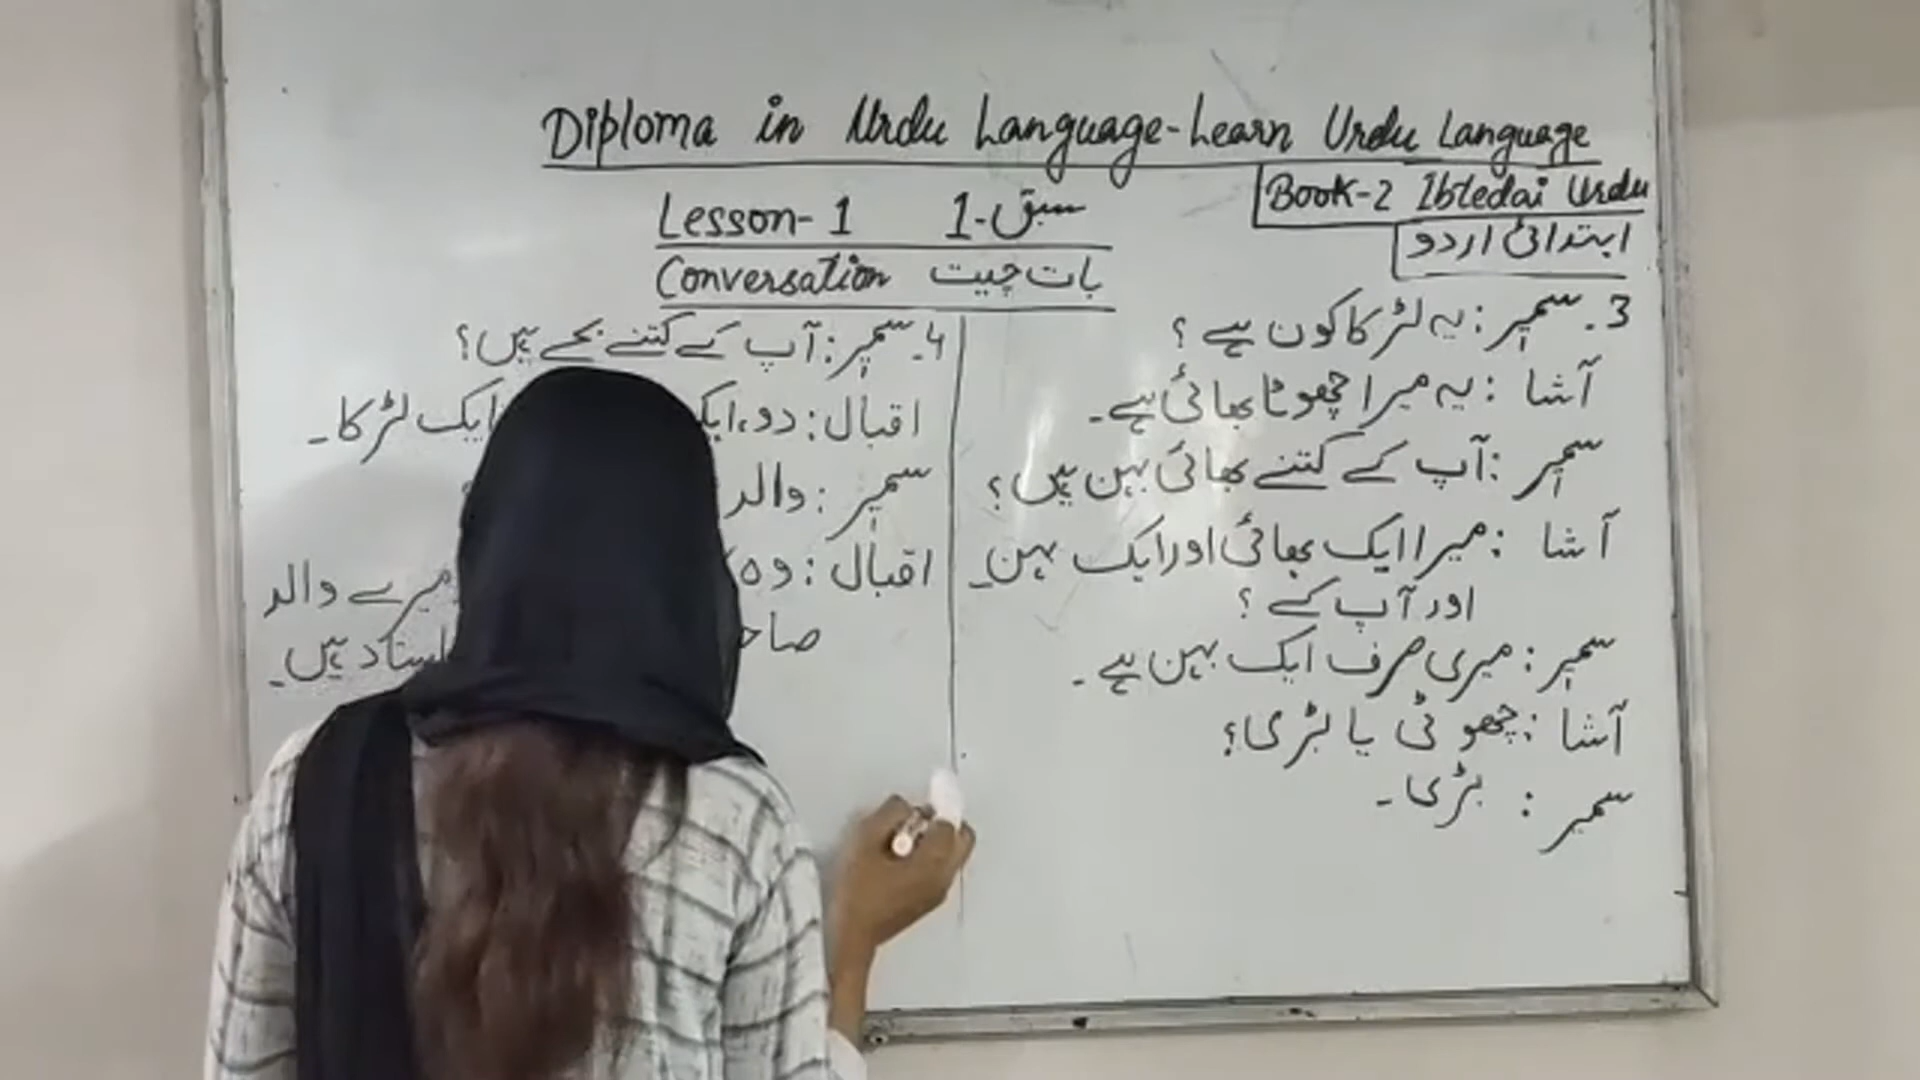 Diploma in Urdu Language-Learn Urdu Language
Book-2 Ibtedai Urdu
ابتدائی اردو
Lesson-1 سبق-1
Conversation بات چیت
3۔ سمیر : یہ لڑکا کون ہے ؟
آشا : یہ میرا چھوٹا بھائی ہے۔
سمیر : آپ کے کتنے بھائی بہن ہیں؟
آشا : میرا ایک بھائی اور ایک بہن۔
اور آپ کے ؟
سمیر : میری صرف ایک بہن ہے ۔
آشا : چھوٹی یا بڑی؟
سمیر : بڑی ۔
4۔ سمیر : آپ کے کتنے بچے ہیں؟
اقبال : دو، ایک لڑکا۔
سمیر : والد
اقبال : وہ میرے والد
استاد ہیں۔